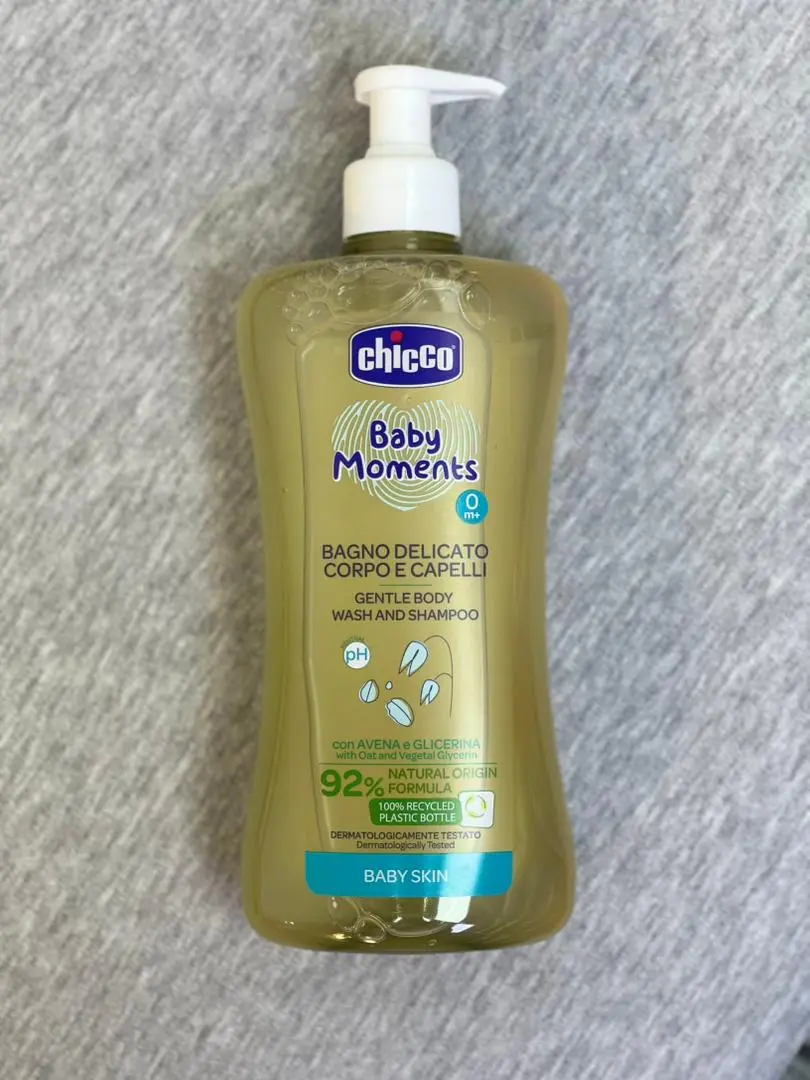 chicco
Baby
Moments
0
m+
BAGNO DELICATO
CORPO E CAPELLI
GENTLE BODY
WASH AND SHAMPOO
pH
con AVENA e GLICERINA
with Oat and Vegetal Glycerin
92% NATURAL ORIGIN
FORMULA
100% RECYCLED
PLASTIC BOTTLE
DERMATOLOGICAMENTE TESTATO
Dermatologically Tested
BABY SKIN